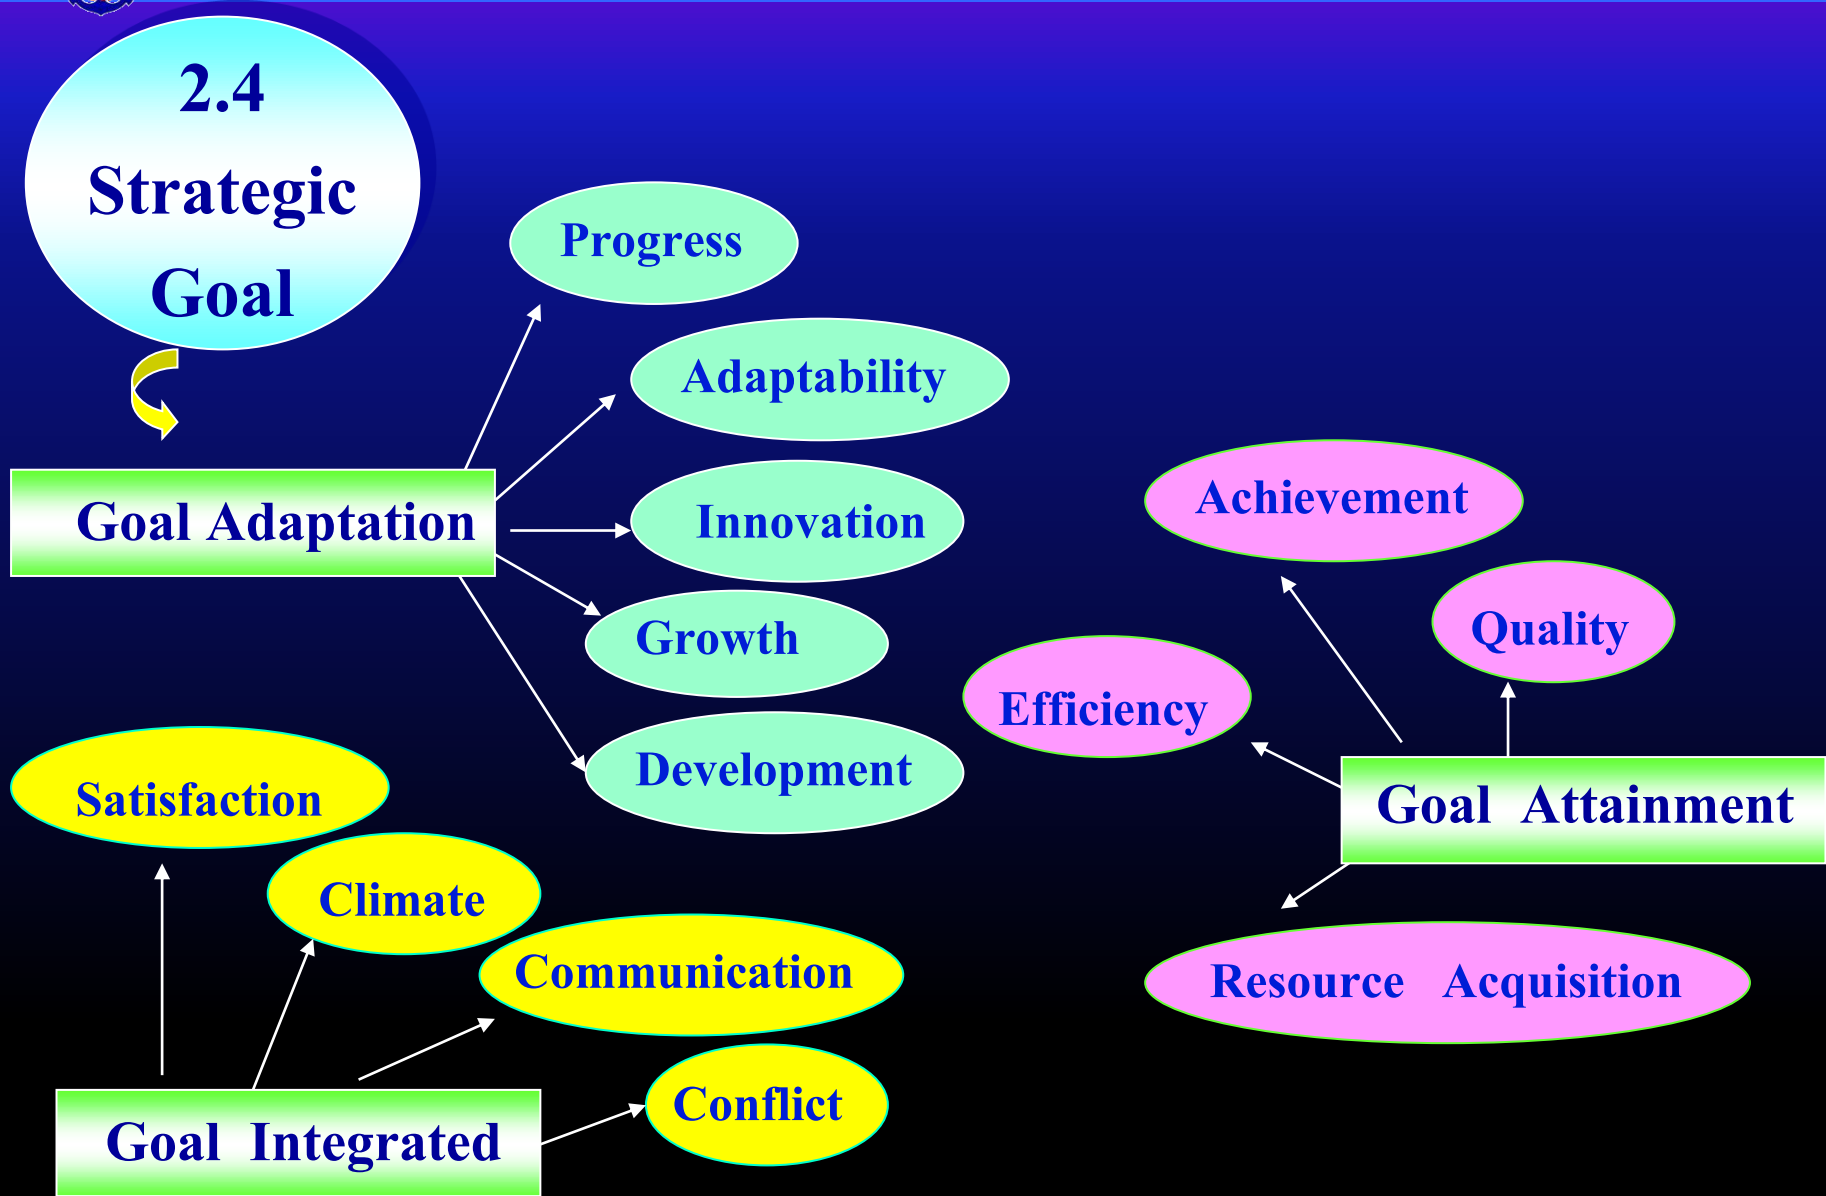 2.4
Strategic
Goal
Progress
Adaptability
Goal Adaptation
Innovation
Growth
Development
Achievement
Quality
Efficiency
Goal Attainment
Resource Acquisition
Satisfaction
Climate
Communication
Conflict
Goal Integrated